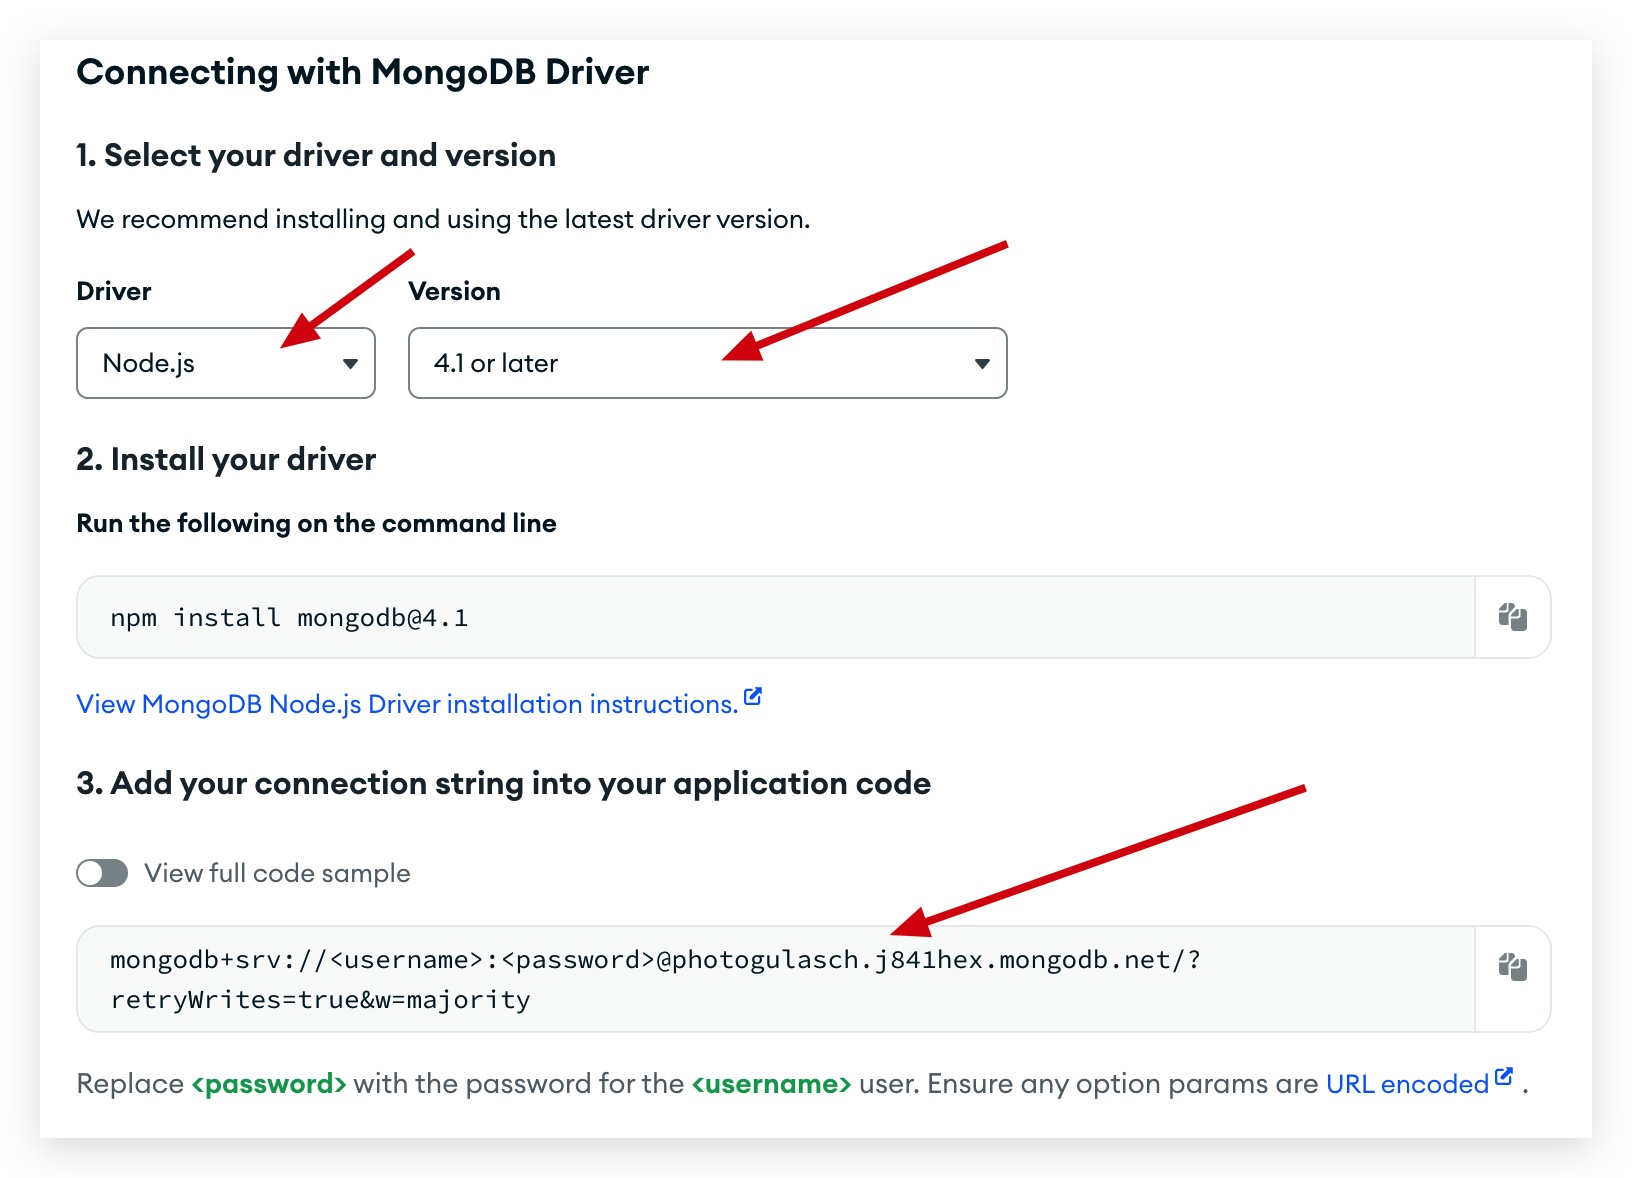 Connecting with MongoDB Driver
1. Select your driver and version
We recommend installing and using the latest driver version.
Driver
Version
Node.js
4.1 or later
2. Install your driver
Run the following on the command line
npm install mongodb@4.1
View MongoDB Node.js Driver installation instructions.
3. Add your connection string into your application code
View full code sample
mongodb+srv://<username>:<password>@photogulasch.j841hex.mongodb.net/?
retryWrites=true&w=majority
Replace <password> with the password for the <username> user. Ensure any option params are URL encoded .